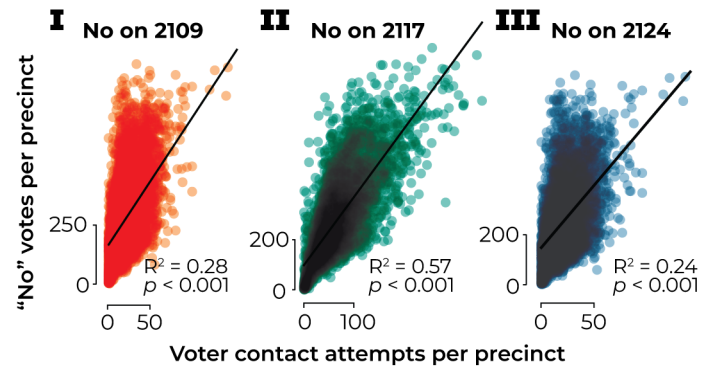 I No on 2109
II No on 2117
III No on 2124
"No" votes per precinct
250
0
0 50
R² = 0.28
p < 0.001
200
0
0 100
R² = 0.57
p < 0.001
200
0
0 50
R² = 0.24
p < 0.001
Voter contact attempts per precinct